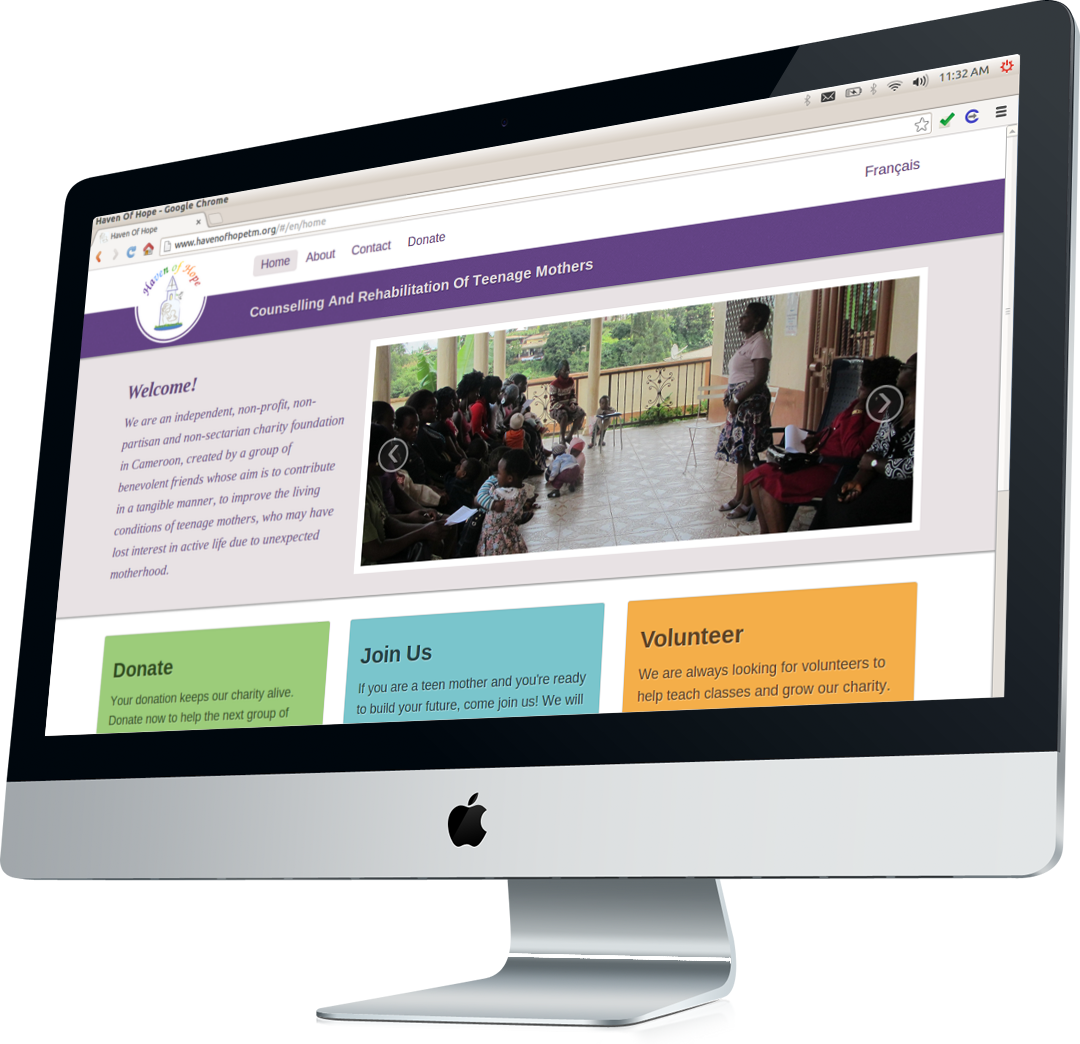 11:32 AM
Haven Of Hope - Google Chrome
Haven Of Hope
www.havenofhopetm.org/#/en/home
Français
Haven of Hope
Home About Contact Donate
Counselling And Rehabilitation Of Teenage Mothers
Welcome!
We are an independent, non-profit, non-
partisan and non-sectarian charity foundation
in Cameroon, created by a group of
benevolent friends whose aim is to contribute
in a tangible manner, to improve the living
conditions of teenage mothers, who may have
lost interest in active life due to unexpected
motherhood.
Donate
Your donation keeps our charity alive.
Donate now to help the next group of
Join Us
If you are a teen mother and you're ready
to build your future, come join us! We will
Volunteer
We are always looking for volunteers to
help teach classes and grow our charity.